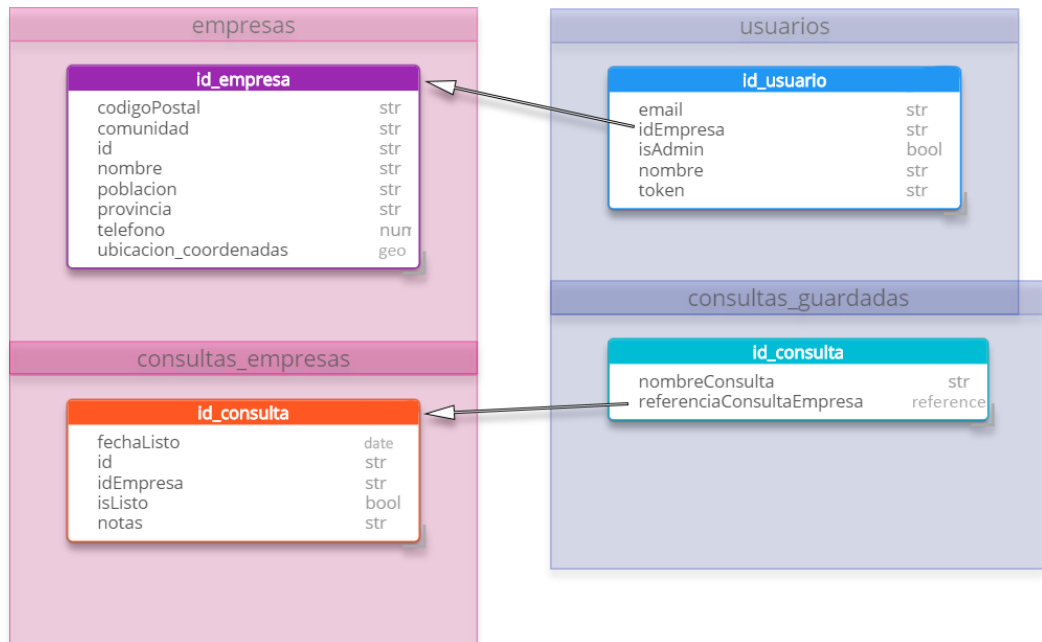 empresas
id_empresa
codigoPostal str
comunidad str
id str
nombre str
poblacion str
provincia str
telefono num
ubicacion_coordenadas geo
consultas_empresas
id_consulta
fechaListo date
id str
idEmpresa str
isListo bool
notas str
usuarios
id_usuario
email str
idEmpresa str
isAdmin bool
nombre str
token str
consultas_guardadas
id_consulta
nombreConsulta str
referenciaConsultaEmpresa reference